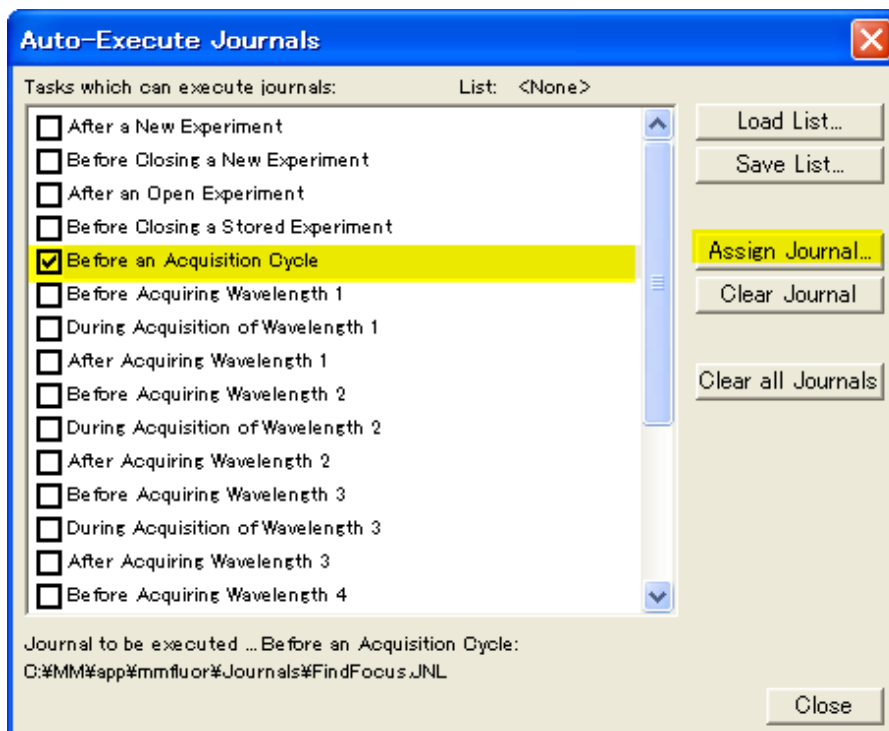 Auto-Execute Journals
Tasks which can execute journals: List: <None>
After a New Experiment
Before Closing a New Experiment
After an Open Experiment
Before Closing a Stored Experiment
Before an Acquisition Cycle
Before Acquiring Wavelength 1
During Acquisition of Wavelength 1
After Acquiring Wavelength 1
Before Acquiring Wavelength 2
During Acquisition of Wavelength 2
After Acquiring Wavelength 2
Before Acquiring Wavelength 3
During Acquisition of Wavelength 3
After Acquiring Wavelength 3
Before Acquiring Wavelength 4
Load List...
Save List...
Assign Journal...
Clear Journal
Clear all Journals
Journal to be executed ... Before an Acquisition Cycle:
C:¥MM¥app¥mmfluor¥Journals¥FindFocus.JNL
Close